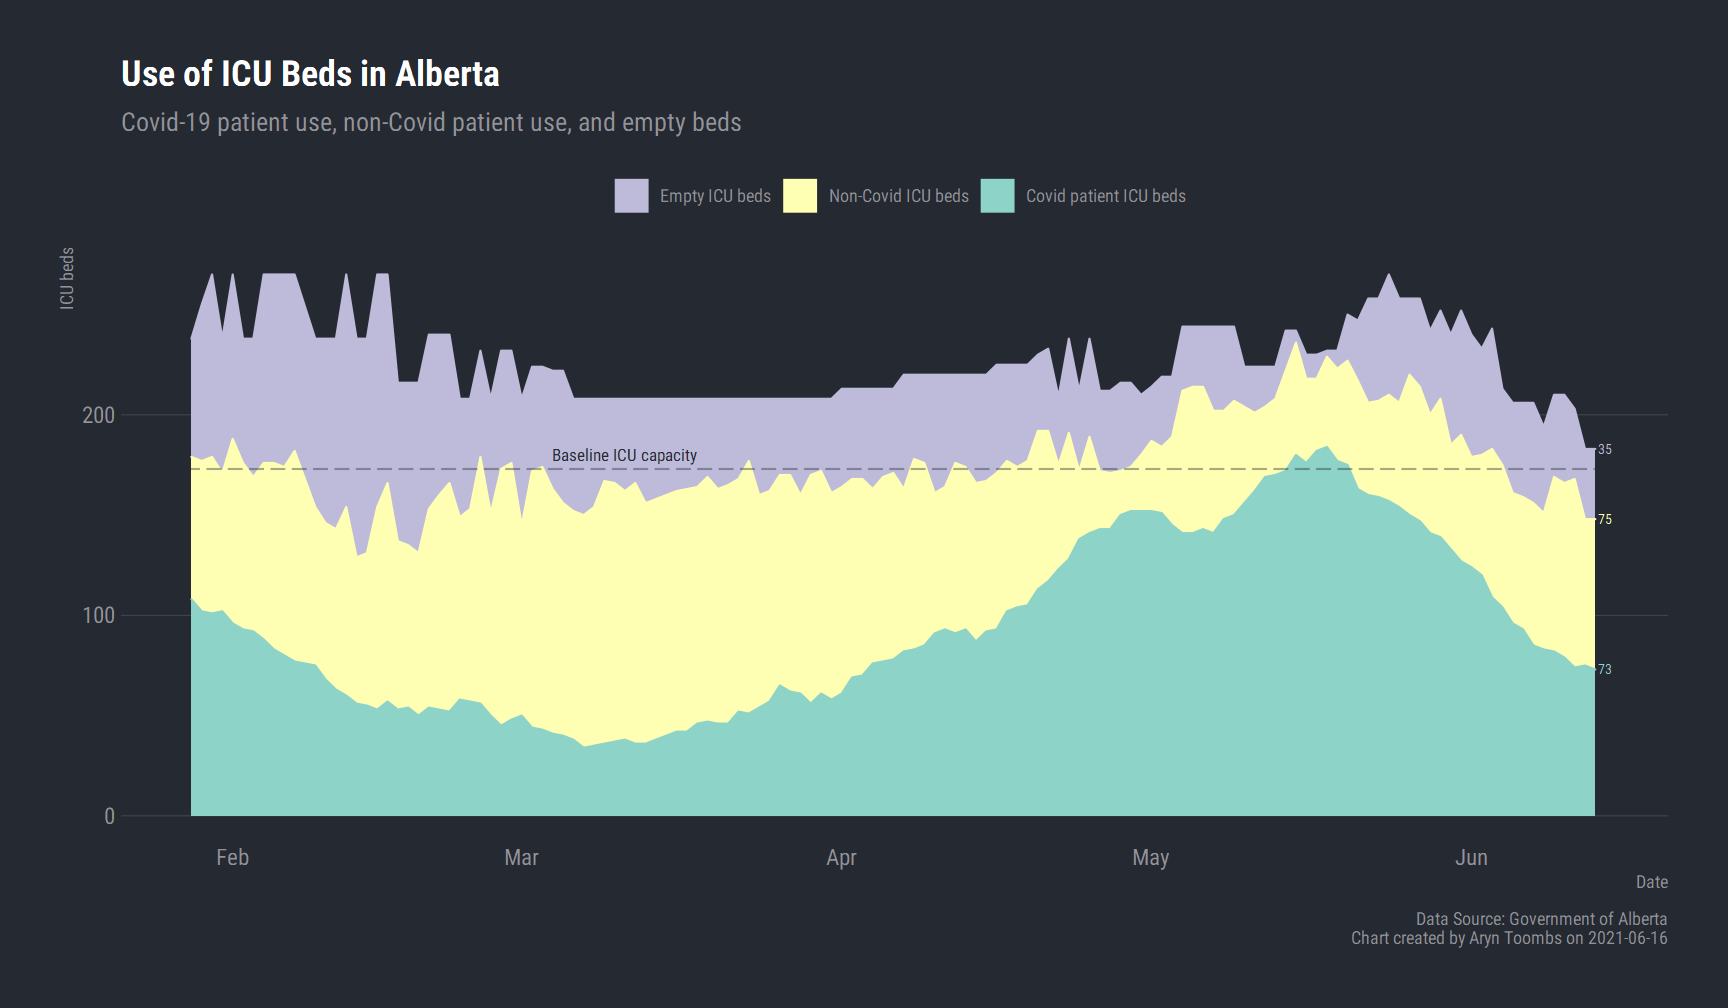 Use of ICU Beds in Alberta
Covid-19 patient use, non-Covid patient use, and empty beds
Empty ICU beds Non-Covid ICU beds Covid patient ICU beds
ICU beds
200
100
0
Baseline ICU capacity
35
75
73
Feb Mar Apr May Jun
Date
Data Source: Government of Alberta
Chart created by Aryn Toombs on 2021-06-16